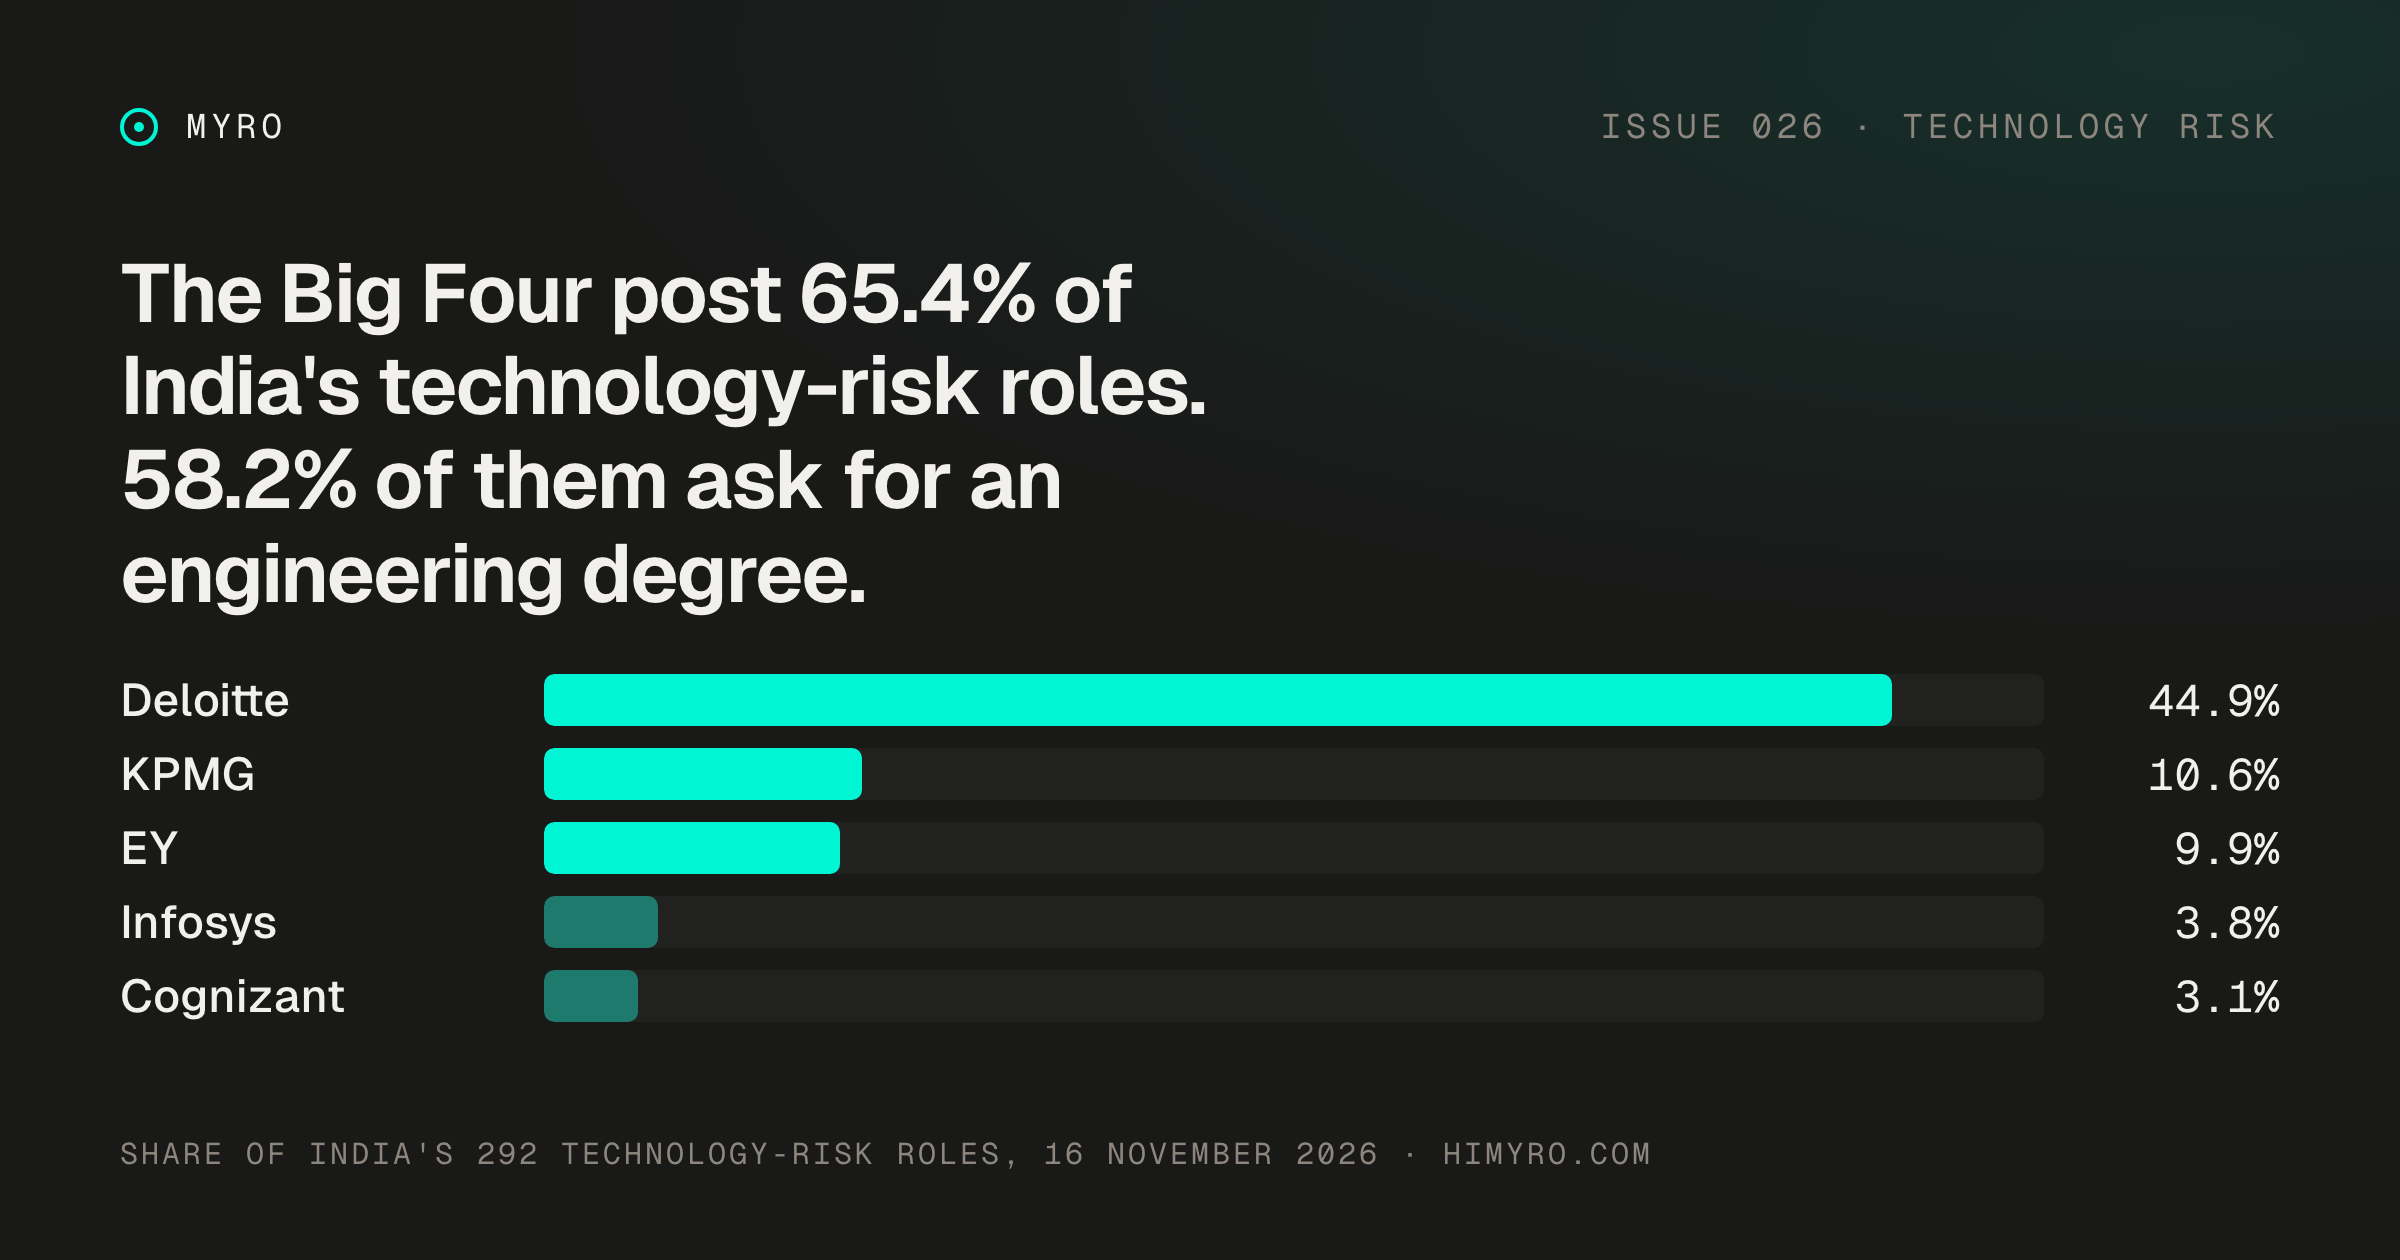 MYRO
ISSUE 026 · TECHNOLOGY RISK
The Big Four post 65.4% of
India's technology-risk roles.
58.2% of them ask for an
engineering degree.
Deloitte 44.9%
KPMG 10.6%
EY 9.9%
Infosys 3.8%
Cognizant 3.1%
SHARE OF INDIA'S 292 TECHNOLOGY-RISK ROLES, 16 NOVEMBER 2026 · HIMYRO.COM